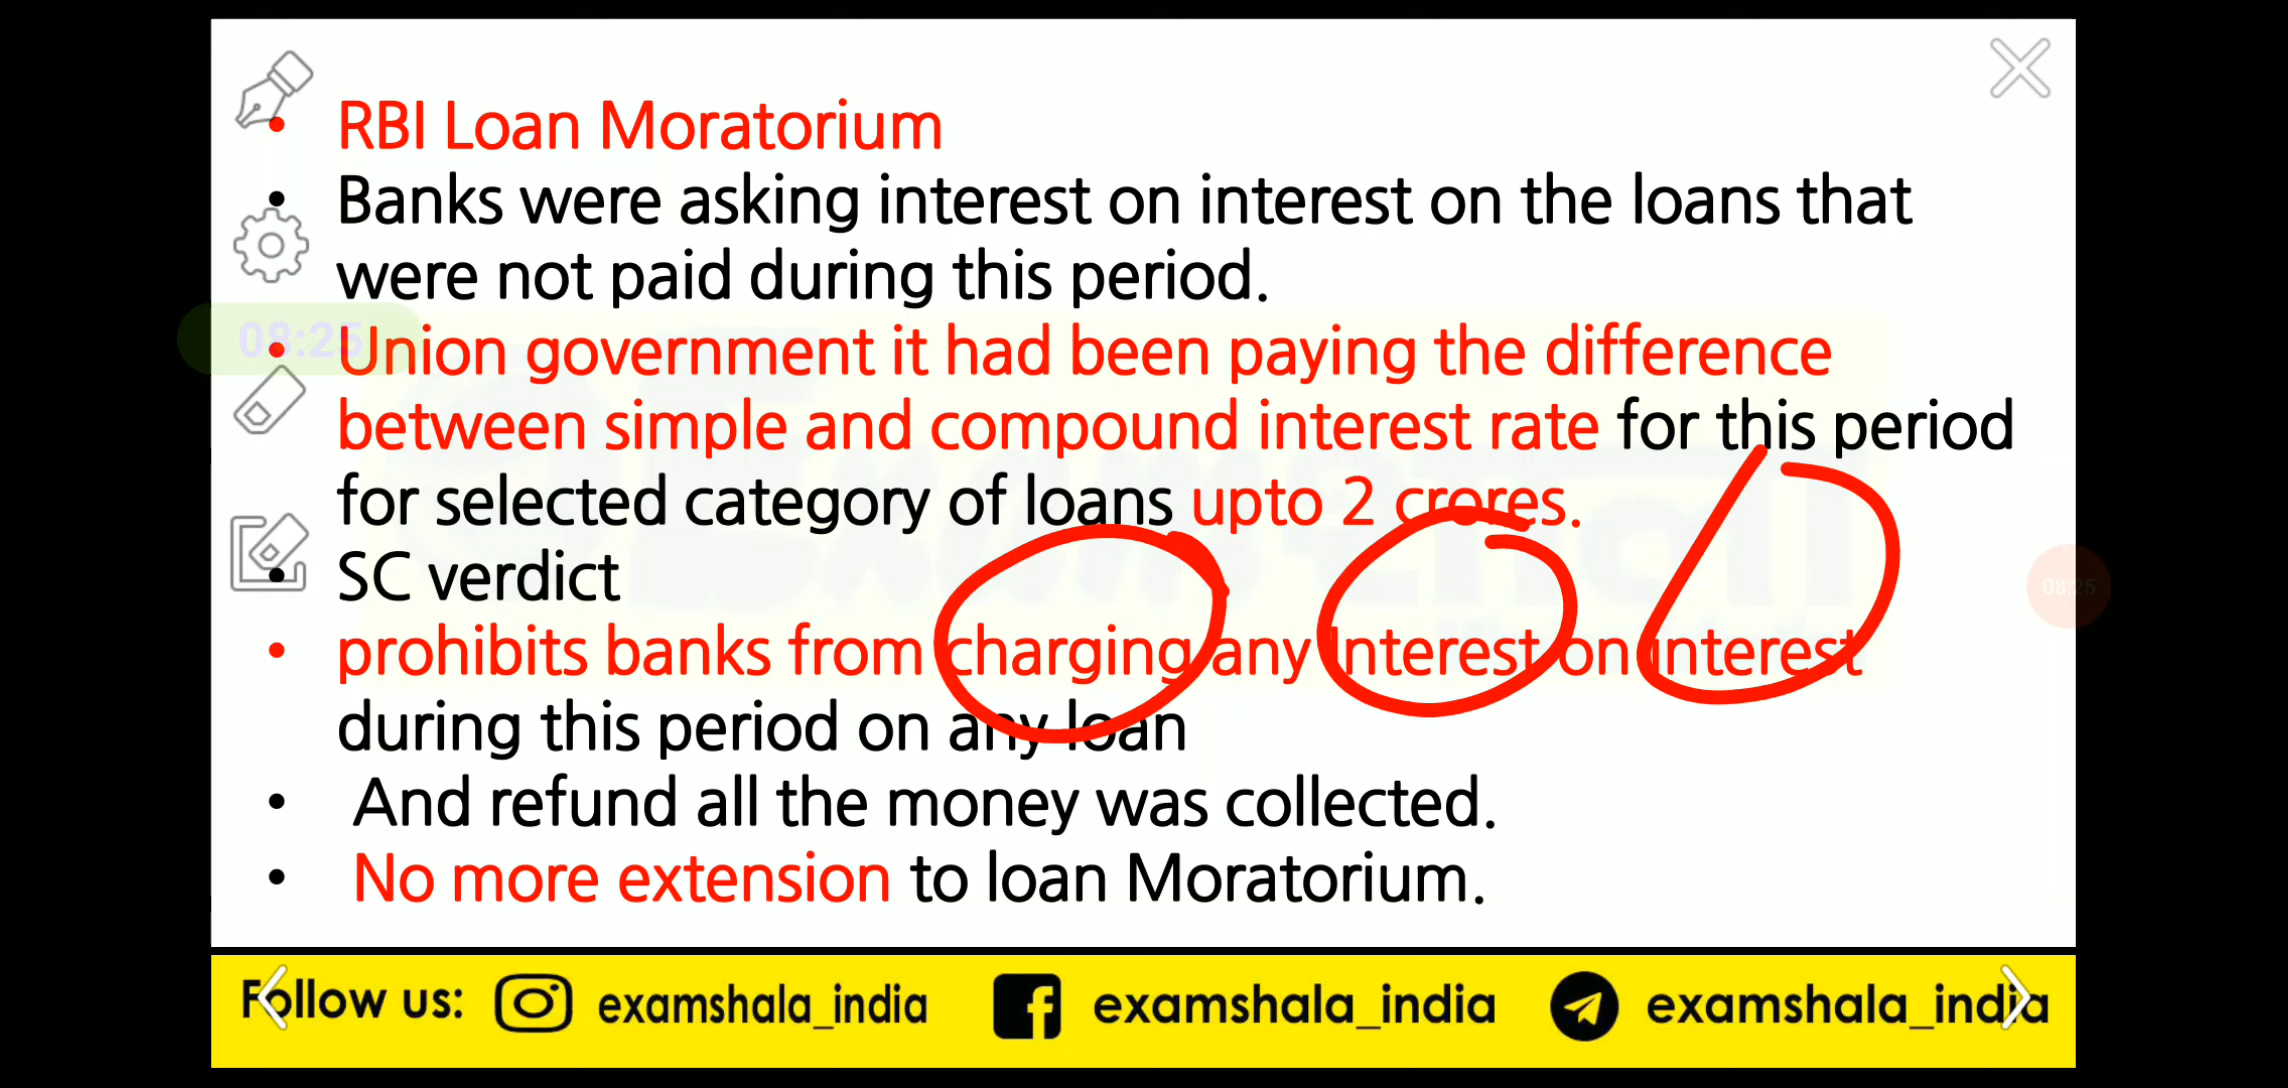 • RBI Loan Moratorium
• Banks were asking interest on interest on the loans that
were not paid during this period.
08:25
• Union government it had been paying the difference
between simple and compound interest rate for this period
for selected category of loans upto 2 crores.
• SC verdict
08:25
• prohibits banks from charging any Interest on interest
during this period on any loan
• And refund all the money was collected.
• No more extension to loan Moratorium.
Follow us: examshala_india examshala_india examshala_india